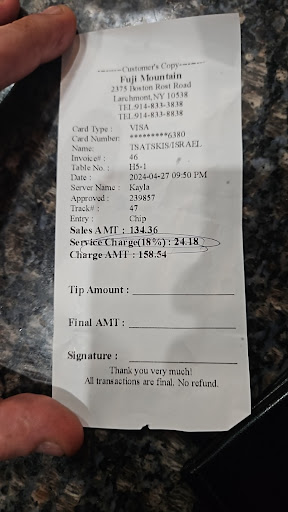 --------Customer's Copy--------
Fuji Mountain
2375 Boston Rost Road
Larchmont, NY 10538
TEL:914-833-3838
TEL:914-833-8838
Card Type : VISA
Card Number: *********6380
Name: TSATSKIS/ISRAEL
Invoice# : 46
Table No. : H5-1
Date : 2024-04-27 09:50 PM
Server Name : Kayla
Approved : 239857
Track# : 47
Entry : Chip
Sales AMT : 134.36
Service Charge(18%) : 24.18
Charge AMT : 158.54
Tip Amount :
Final AMT :
Signature :
Thank you very much!
All transactions are final. No refund.